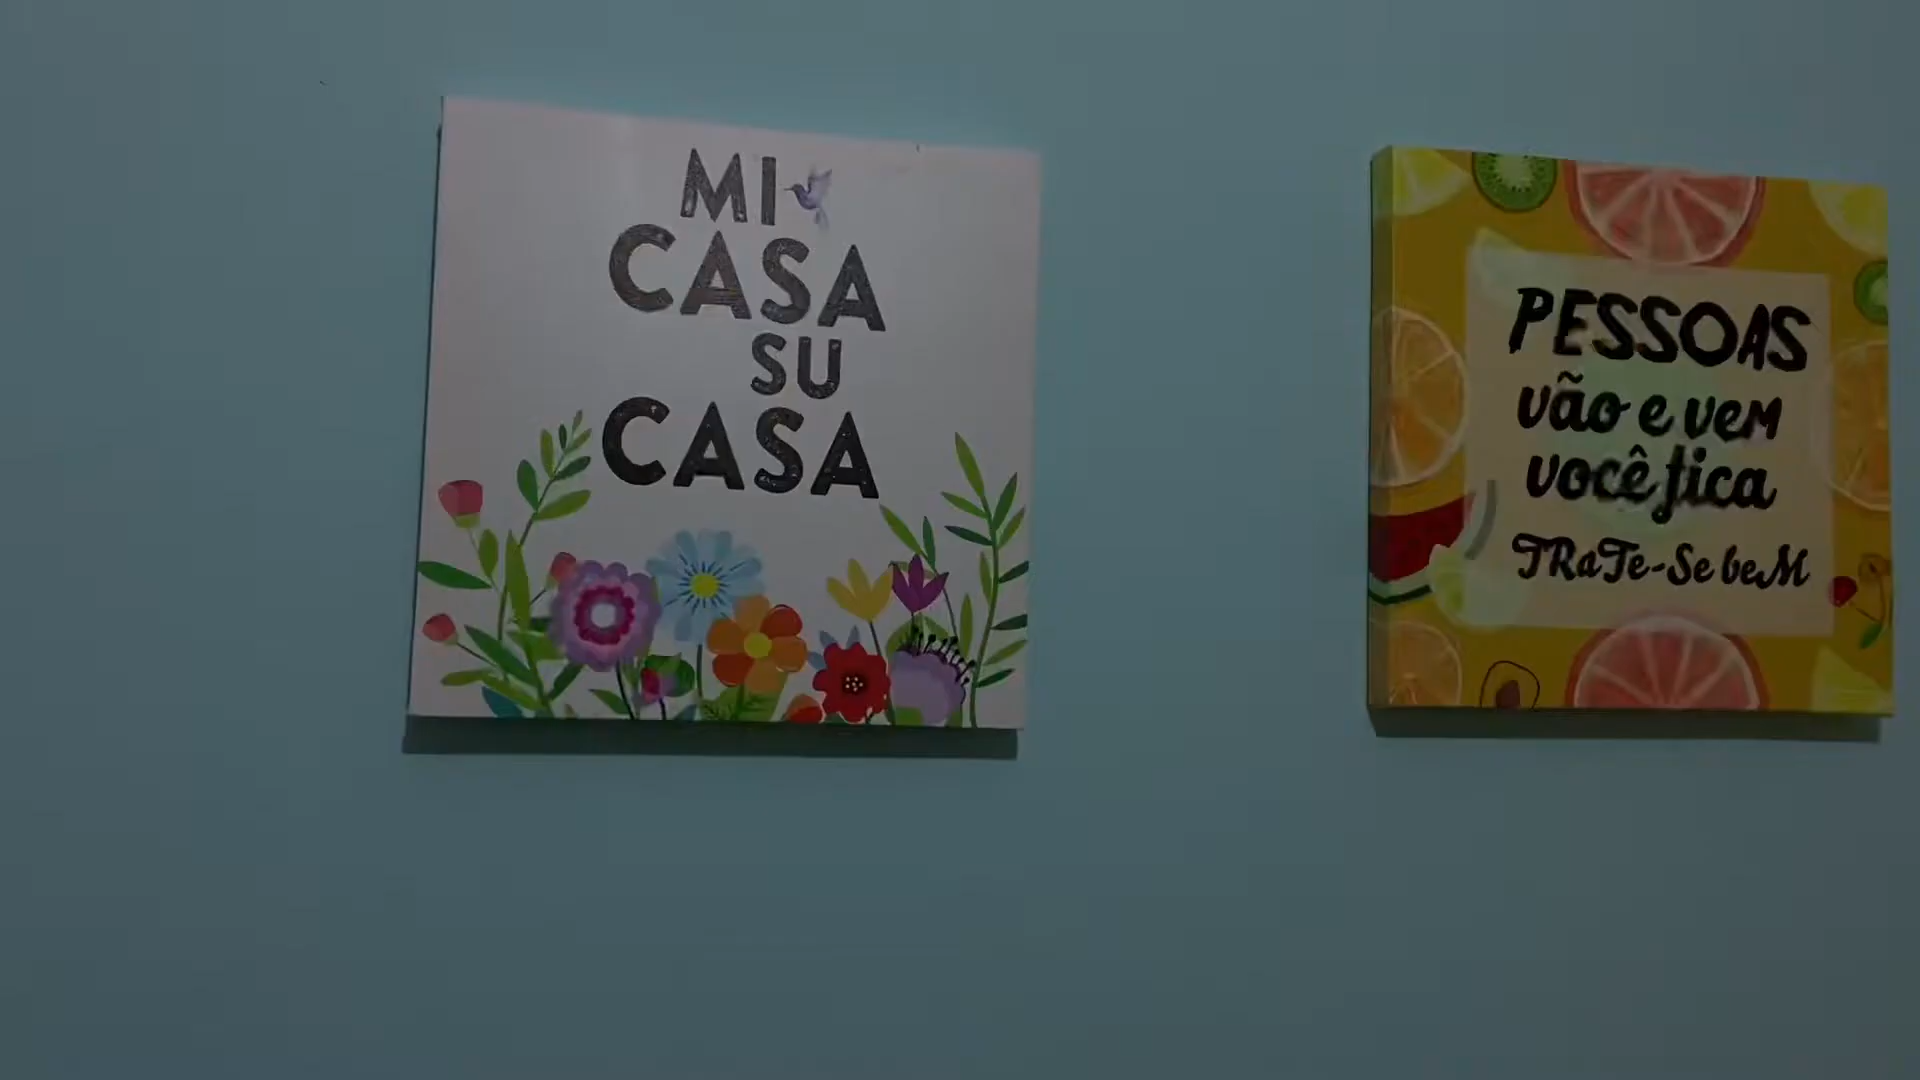 MI
CASA
SU
CASA
PESSOAS
vão e vem
você fica
TRaTe-Se beM